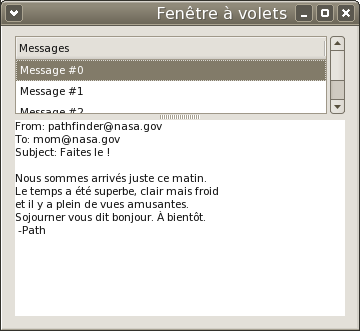 Fenêtre à volets
Messages
Message #0
Message #1
Message #2
From: pathfinder@nasa.gov
To: mom@nasa.gov
Subject: Faites le !
Nous sommes arrivés juste ce matin.
Le temps a été superbe, clair mais froid
et il y a plein de vues amusantes.
Sojourner vous dit bonjour. À bientôt.
-Path